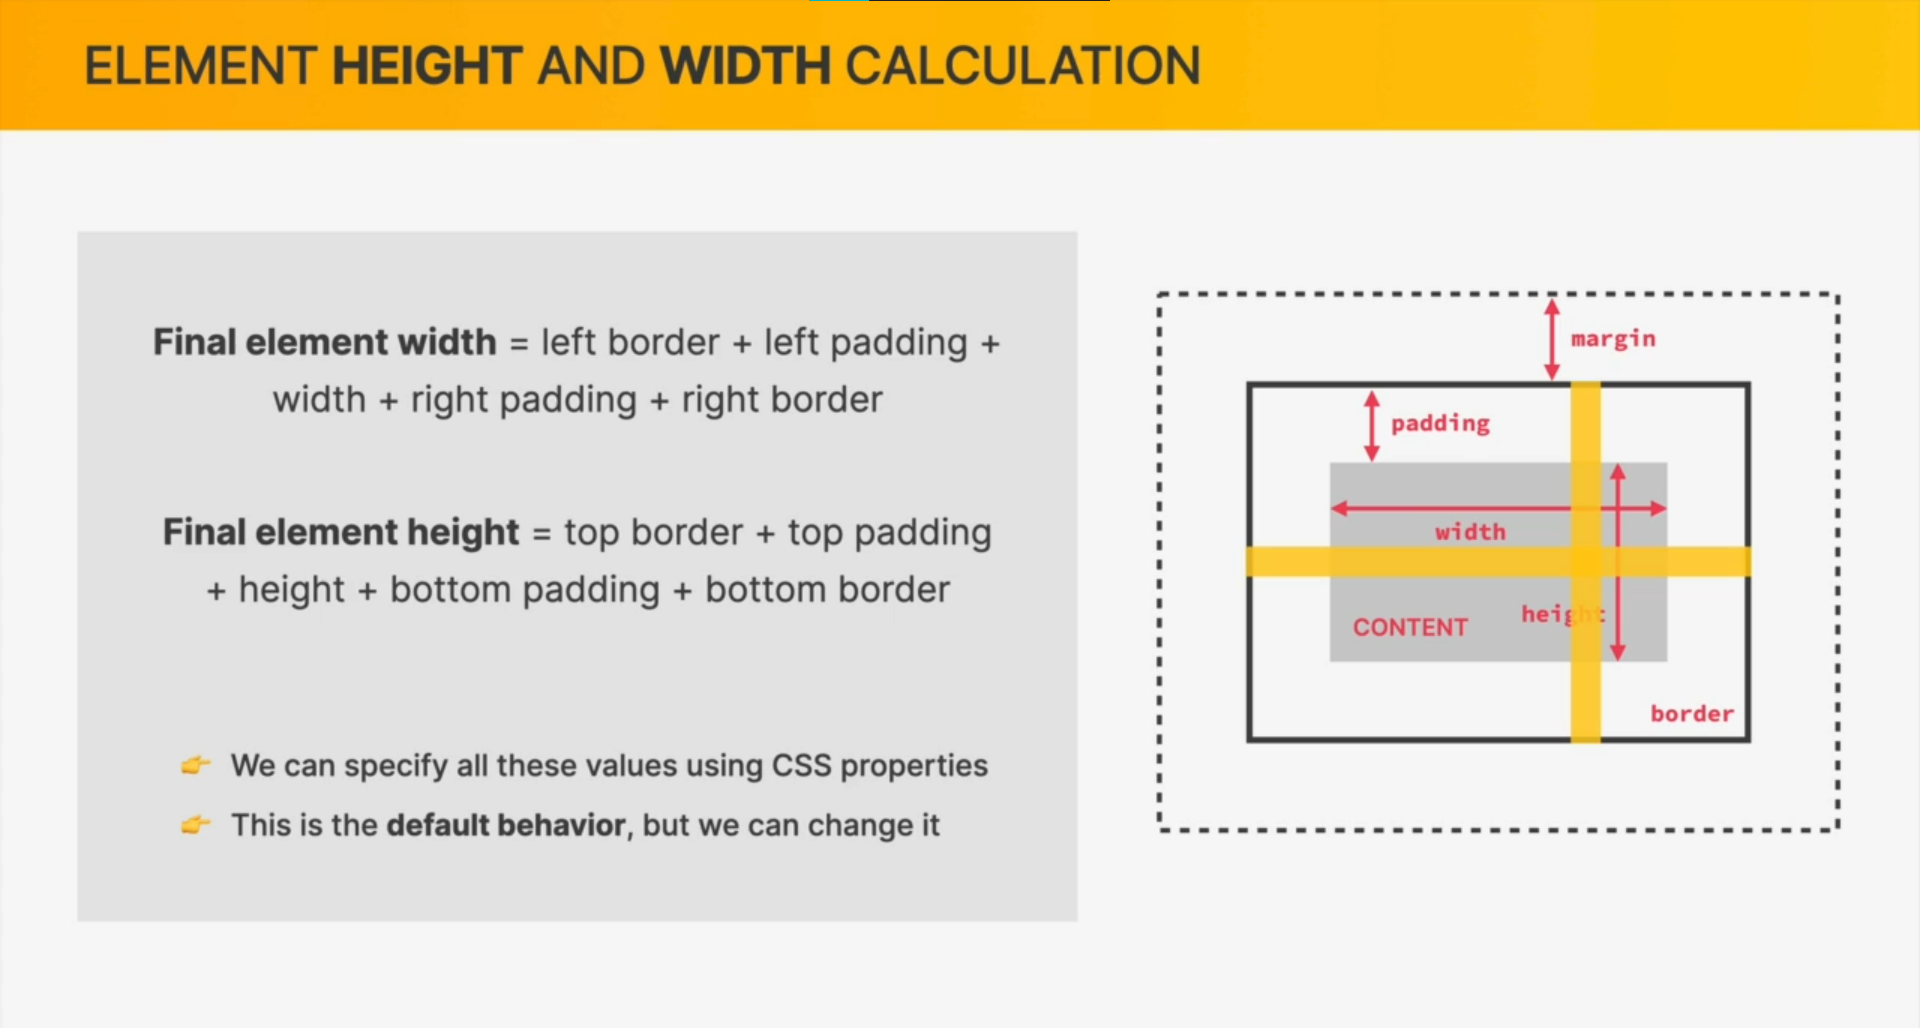 ELEMENT HEIGHT AND WIDTH CALCULATION
Final element width = left border + left padding +
width + right padding + right border
Final element height = top border + top padding
+ height + bottom padding + bottom border
👉 We can specify all these values using CSS properties
👉 This is the default behavior, but we can change it
margin
padding
width
height
CONTENT
border